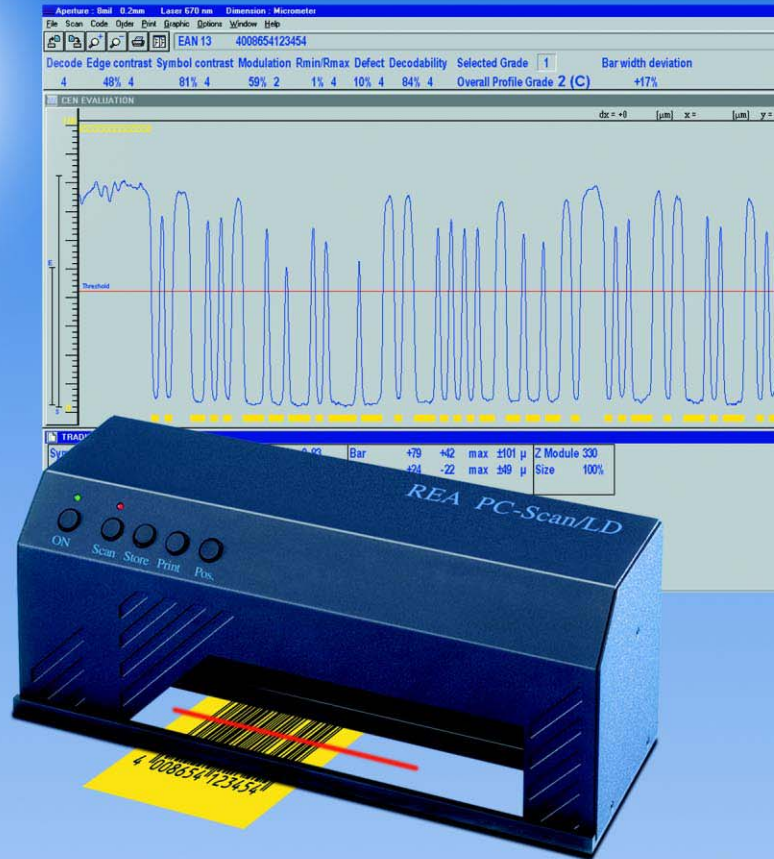 Aperture : 8mil 0.2mm Laser 670 nm Dimension : Micrometer
File Scan Code Order Print Graphic Options Window Help
EAN 13 4008654123454
Decode Edge contrast Symbol contrast Modulation Rmin/Rmax Defect Decodability Selected Grade 1 Bar width deviation
4 48% 4 81% 4 59% 2 1% 4 10% 4 84% 4 Overall Profile Grade 2 (C) +17%
CEN EVALUATION
dx = +0 [µm] x = [µm] y =
Threshold
Bar +79 +42 max ±101 µ Z Module 330
-22 max ±49 µ Size 100%
REA PC-Scan/LD
ON Scan Store Print Pos.
4 008654 123454